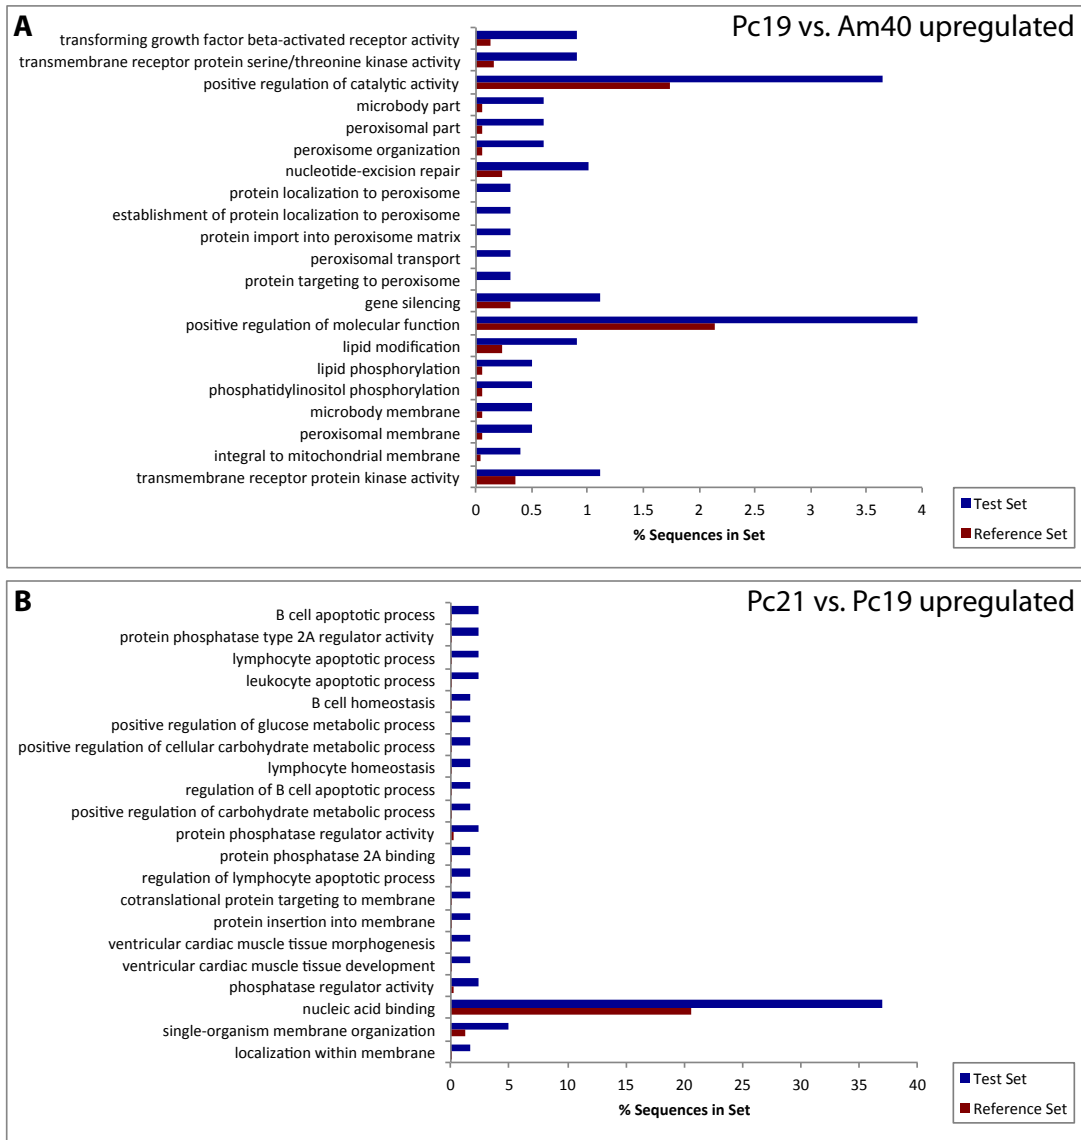 A
Pc19 vs. Am40 upregulated
transforming growth factor beta-activated receptor activity
transmembrane receptor protein serine/threonine kinase activity
positive regulation of catalytic activity
microbody part
peroxisomal part
peroxisome organization
nucleotide-excision repair
protein localization to peroxisome
establishment of protein localization to peroxisome
protein import into peroxisome matrix
peroxisomal transport
protein targeting to peroxisome
gene silencing
positive regulation of molecular function
lipid modification
lipid phosphorylation
phosphatidylinositol phosphorylation
microbody membrane
peroxisomal membrane
integral to mitochondrial membrane
transmembrane receptor protein kinase activity
0 0.5 1 1.5 2 2.5 3 3.5 4
% Sequences in Set
Test Set
Reference Set
B
Pc21 vs. Pc19 upregulated
B cell apoptotic process
protein phosphatase type 2A regulator activity
lymphocyte apoptotic process
leukocyte apoptotic process
B cell homeostasis
positive regulation of glucose metabolic process
positive regulation of cellular carbohydrate metabolic process
lymphocyte homeostasis
regulation of B cell apoptotic process
positive regulation of carbohydrate metabolic process
protein phosphatase regulator activity
protein phosphatase 2A binding
regulation of lymphocyte apoptotic process
cotranslational protein targeting to membrane
protein insertion into membrane
ventricular cardiac muscle tissue morphogenesis
ventricular cardiac muscle tissue development
phosphatase regulator activity
nucleic acid binding
single-organism membrane organization
localization within membrane
0 5 10 15 20 25 30 35 40
% Sequences in Set
Test Set
Reference Set